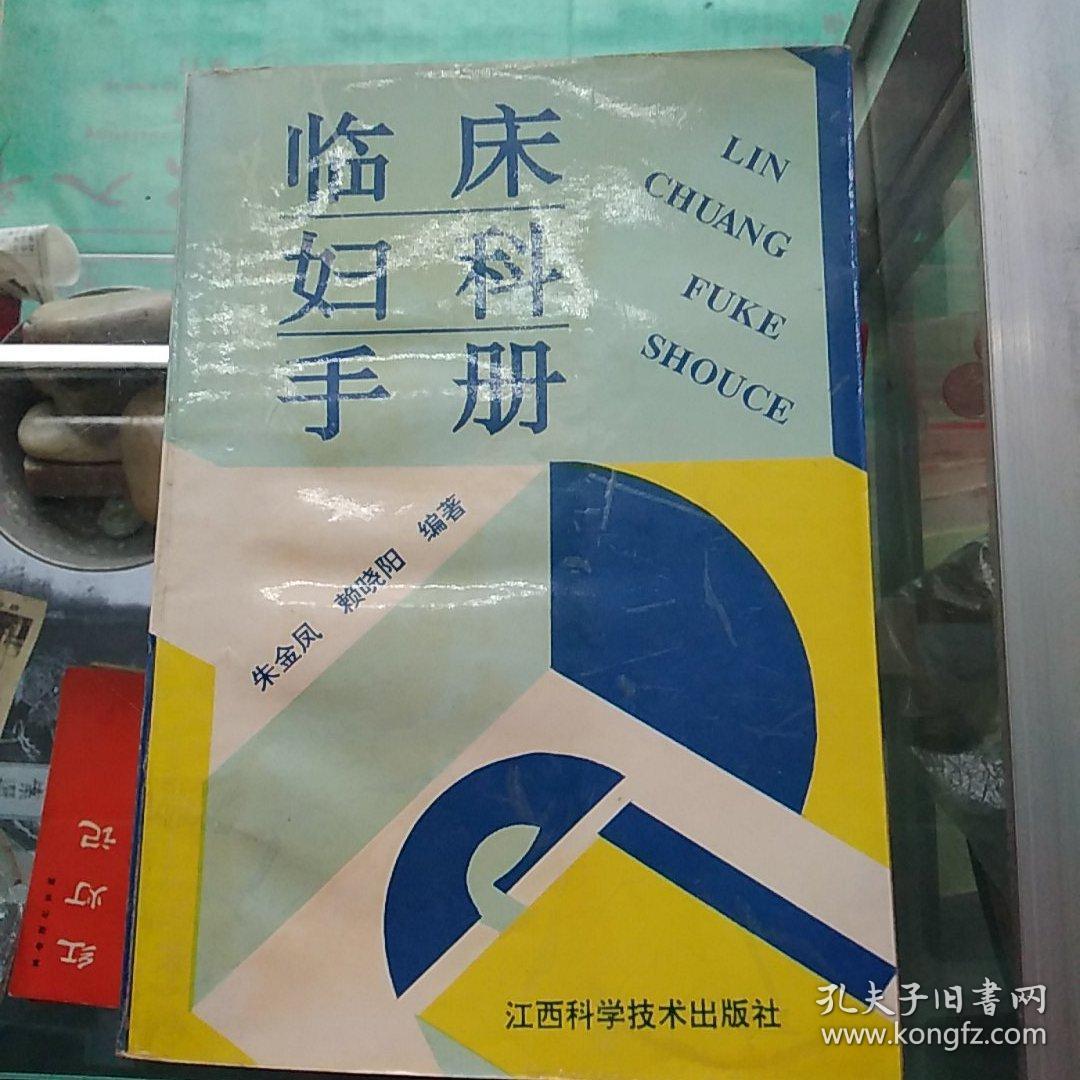 临床
妇科
手册
LIN
CHUANG
FUKE
SHOUCE
朱金凤 赖晓阳 编著
江西科学技术出版社
红灯记
孔夫子旧书网
www.kongfz.com